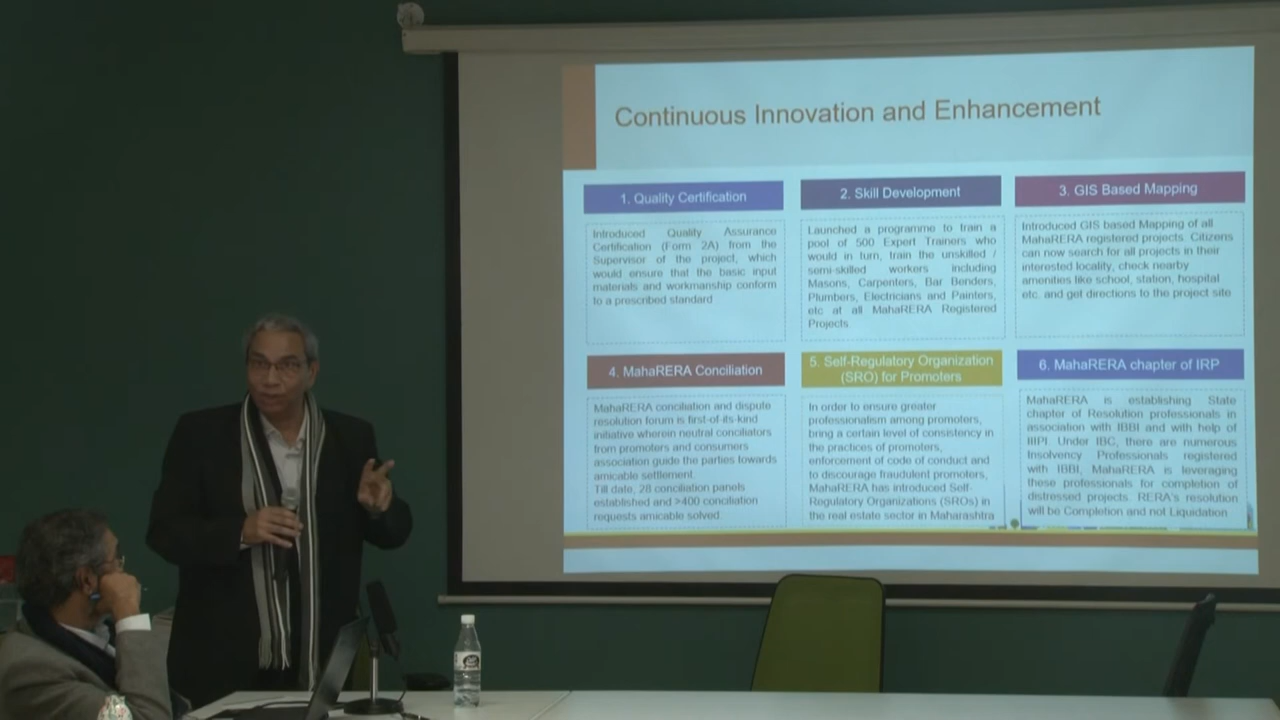 Continuous Innovation and Enhancement
1. Quality Certification
Introduced Quality Assurance
Certification (Form 2A) from the
Supervisor of the project, which
would ensure that the basic input
materials and workmanship conform
to a prescribed standard
2. Skill Development
Launched a programme to train a
pool of 500 Expert Trainers who
would in turn, train the unskilled /
semi-skilled workers including
Masons, Carpenters, Bar Benders,
Plumbers, Electricians and Painters,
etc at all MahaRERA Registered
Projects
3. GIS Based Mapping
Introduced GIS based Mapping of all
MahaRERA registered projects. Citizens
can now search for all projects in their
interested locality, check nearby
amenities like school, station, hospital
etc. and get directions to the project site
4. MahaRERA Conciliation
MahaRERA conciliation and dispute
resolution forum is first-of-its-kind
initiative wherein neutral conciliators
from promoters and consumers
association guide the parties towards
amicable settlement.
Till date, 28 conciliation panels
established and >400 conciliation
requests amicable solved.
5. Self-Regulatory Organization
(SRO) for Promoters
In order to ensure greater
professionalism among promoters,
bring a certain level of consistency in
the practices of promoters,
enforcement of code of conduct and
to discourage fraudulent promoters,
MahaRERA has introduced Self-
Regulatory Organizations (SROs) in
the real estate sector in Maharashtra
6. MahaRERA chapter of IRP
MahaRERA is establishing State
chapter of Resolution professionals in
association with IBBI and with help of
IIIPI. Under IBC, there are numerous
Insolvency Professionals registered
with IBBI, MahaRERA is leveraging
these professionals for completion of
distressed projects. RERA's resolution
will be Completion and not Liquidation